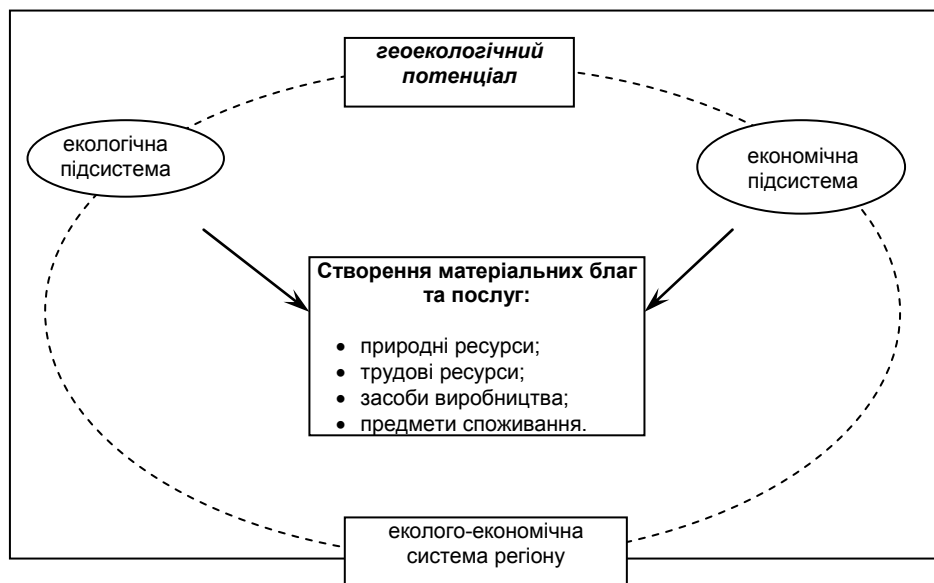 геоекологічний
потенціал
екологічна
підсистема
економічна
підсистема
Створення матеріальних благ
та послуг:
• природні ресурси;
• трудові ресурси;
• засоби виробництва;
• предмети споживання.
еколого-економічна
система регіону